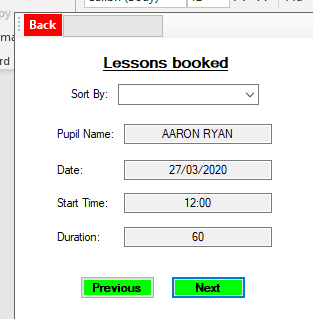 Back
Lessons booked
Sort By:
Pupil Name: AARON RYAN
Date: 27/03/2020
Start Time: 12:00
Duration: 60
Previous Next